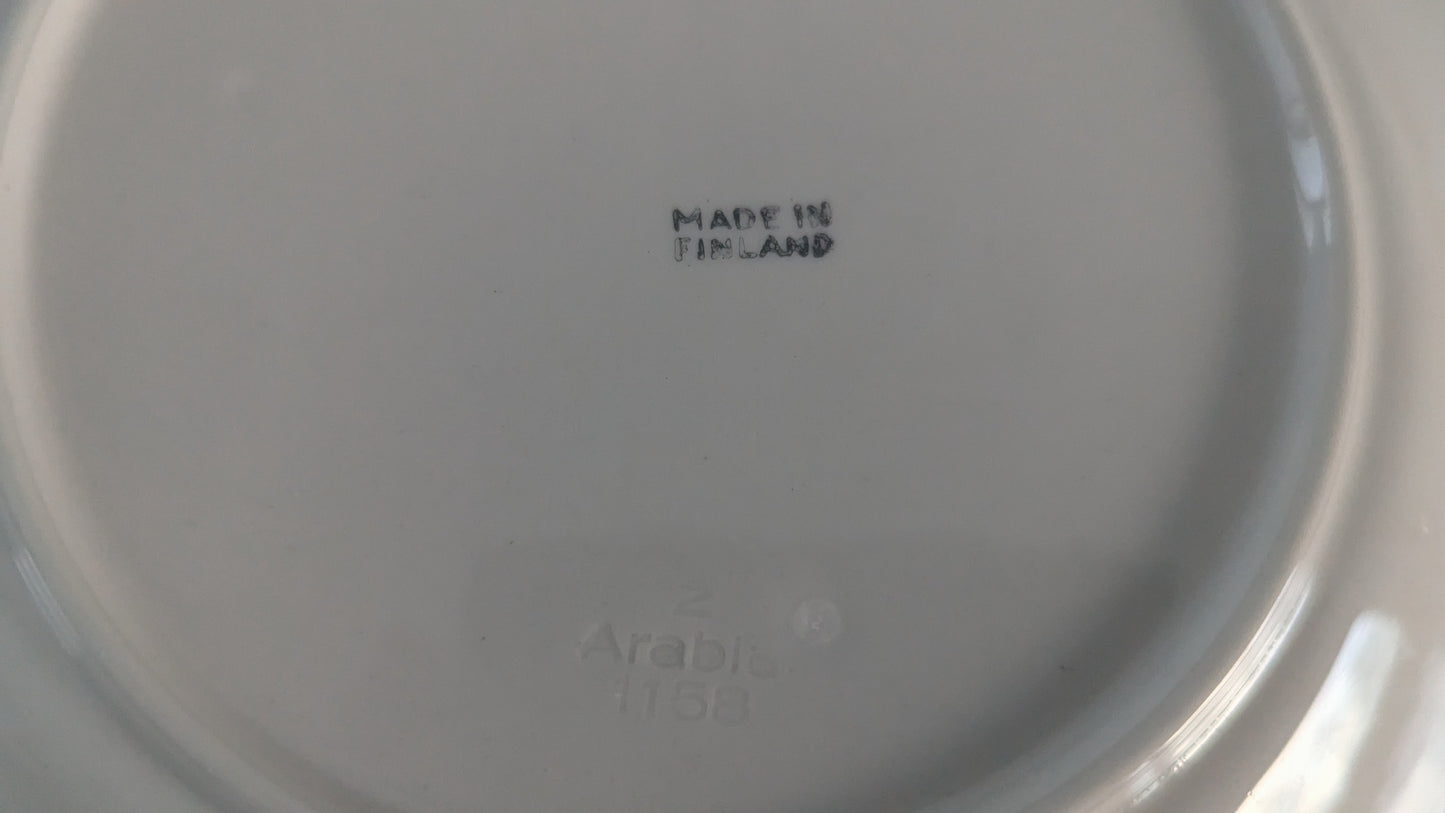 MADE IN
FINLAND
2
Arabia
1158